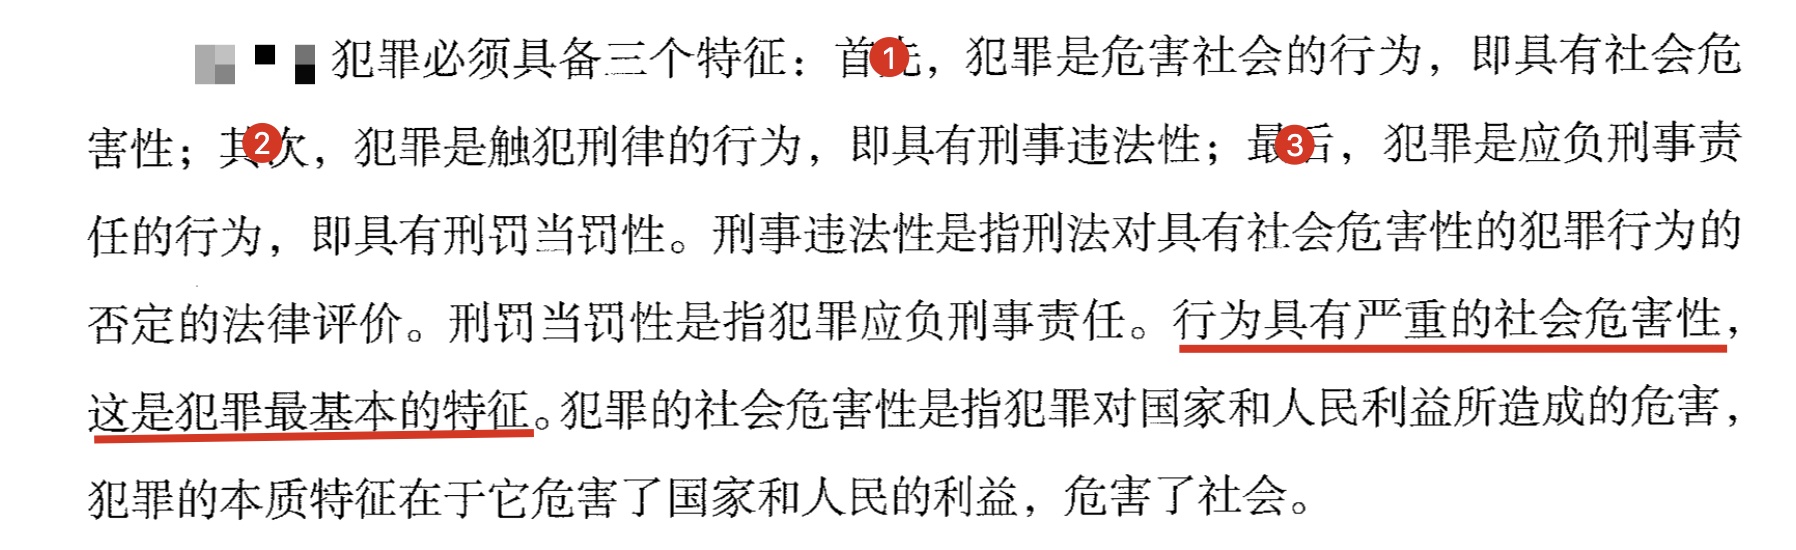 犯罪必须具备三个特征：首先，犯罪是危害社会的行为，即具有社会危
害性；其次，犯罪是触犯刑律的行为，即具有刑事违法性；最后，犯罪是应负刑事责
任的行为，即具有刑罚当罚性。刑事违法性是指刑法对具有社会危害性的犯罪行为的
否定的法律评价。刑罚当罚性是指犯罪应负刑事责任。行为具有严重的社会危害性，
这是犯罪最基本的特征。犯罪的社会危害性是指犯罪对国家和人民利益所造成的危害，
犯罪的本质特征在于它危害了国家和人民的利益，危害了社会。